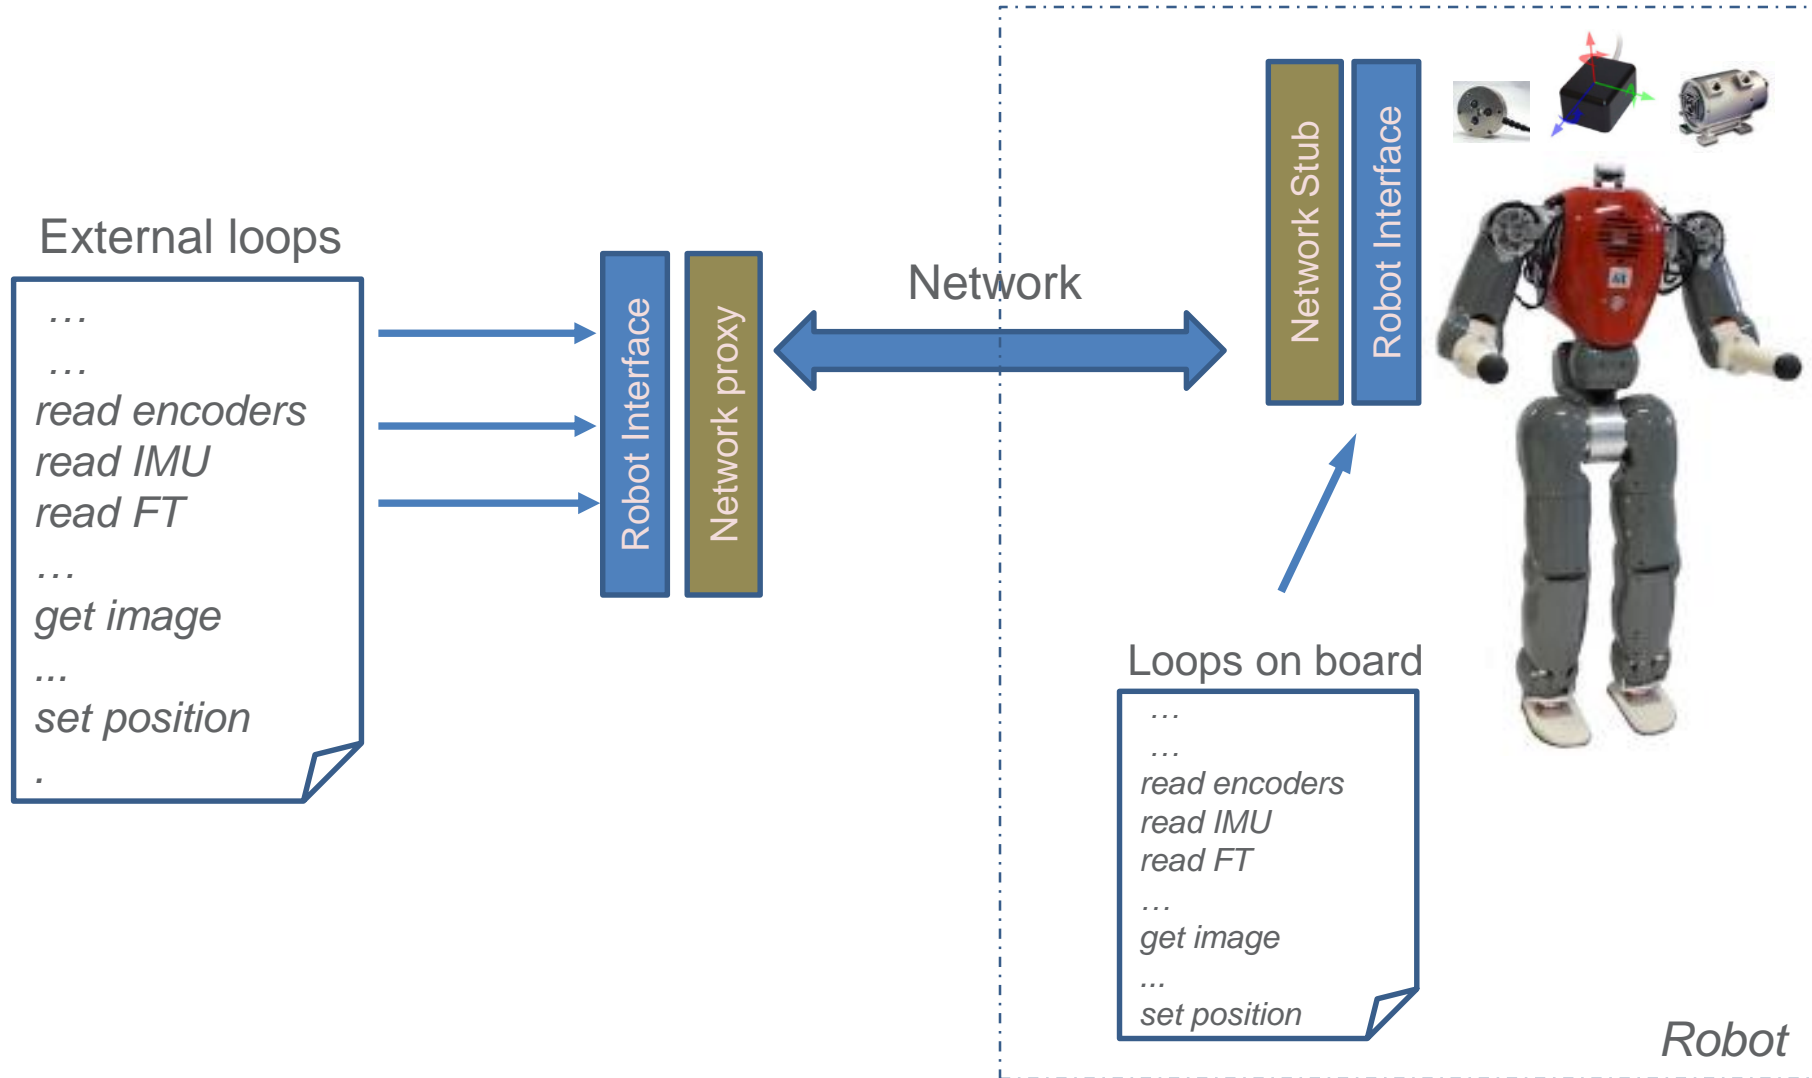 External loops
…
…
read encoders
read IMU
read FT
…
get image
...
set position
.
Robot Interface
Network proxy
Network
Network Stub
Robot Interface
Loops on board
…
…
read encoders
read IMU
read FT
…
get image
...
set position
Robot